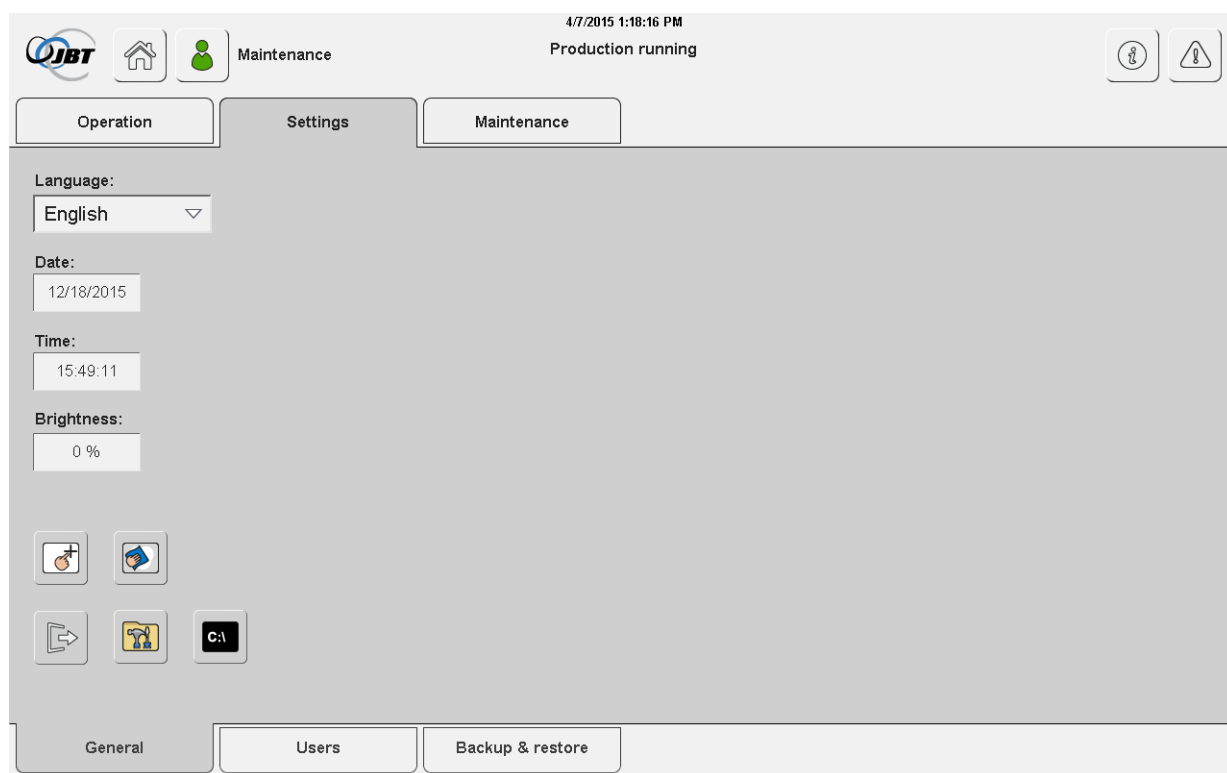 4/7/2015 1:18:16 PM
JBT
Maintenance
Production running
Operation
Settings
Maintenance
Language:
English
Date:
12/18/2015
Time:
15:49:11
Brightness:
0 %
C:\
General
Users
Backup & restore